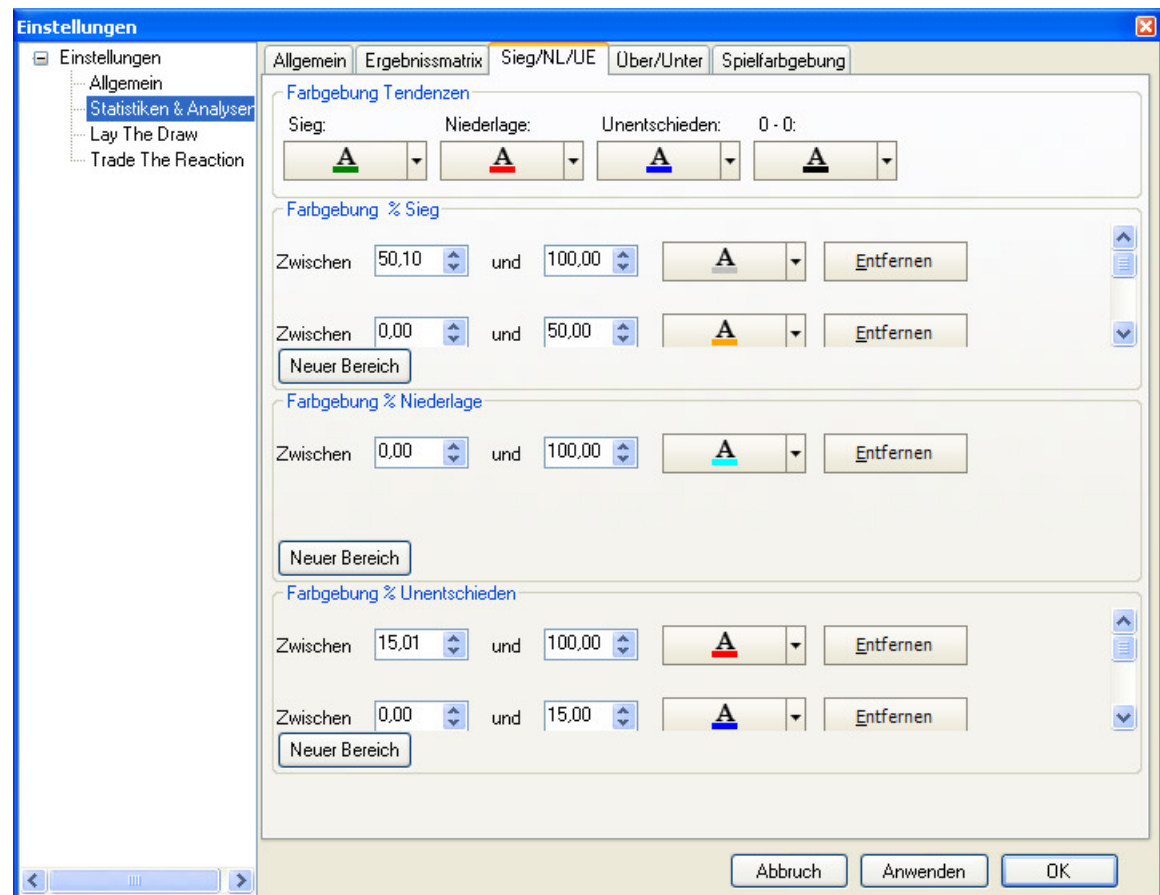 Einstellungen
Einstellungen
Allgemein
Statistiken & Analysen
Lay The Draw
Trade The Reaction
Allgemein Ergebnissmatrix Sieg/NL/UE Über/Unter Spielfarbgebung
Farbgebung Tendenzen
Sieg: Niederlage: Unentschieden: 0 - 0:
A A A A
Farbgebung % Sieg
Zwischen 50,10 und 100,00 A Entfernen
Zwischen 0,00 und 50,00 A Entfernen
Neuer Bereich
Farbgebung % Niederlage
Zwischen 0,00 und 100,00 A Entfernen
Neuer Bereich
Farbgebung % Unentschieden
Zwischen 15,01 und 100,00 A Entfernen
Zwischen 0,00 und 15,00 A Entfernen
Neuer Bereich
Abbruch Anwenden OK